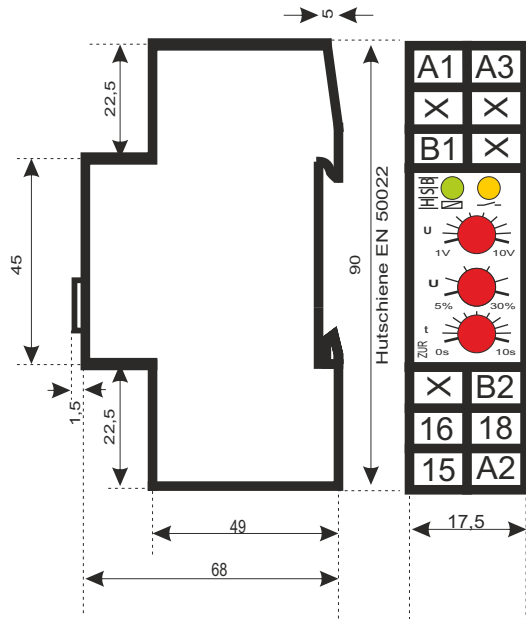 5
22,5
45
1,5
22,5
90
Hutschiene EN 50022
49
68
17,5
A1 A3
X X
B1 X
H S B
U
1V 10V
U
5% 30%
t
0s 10s
ZUR
X B2
16 18
15 A2